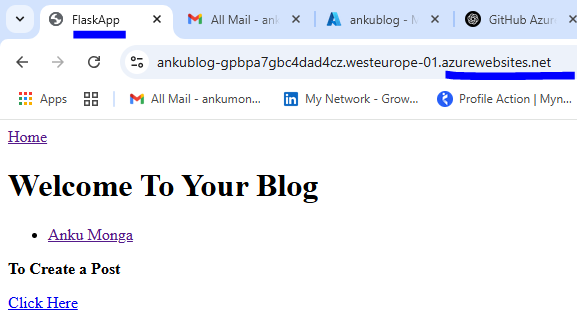 FlaskApp
All Mail - an
ankublog - M
GitHub Azur
ankublog-gpbpa7gbc4dad4cz.westeurope-01.azurewebsites.net
Apps
All Mail - ankumon...
My Network - Grow...
Profile Action | Myn...
Home
Welcome To Your Blog
Anku Monga
To Create a Post
Click Here